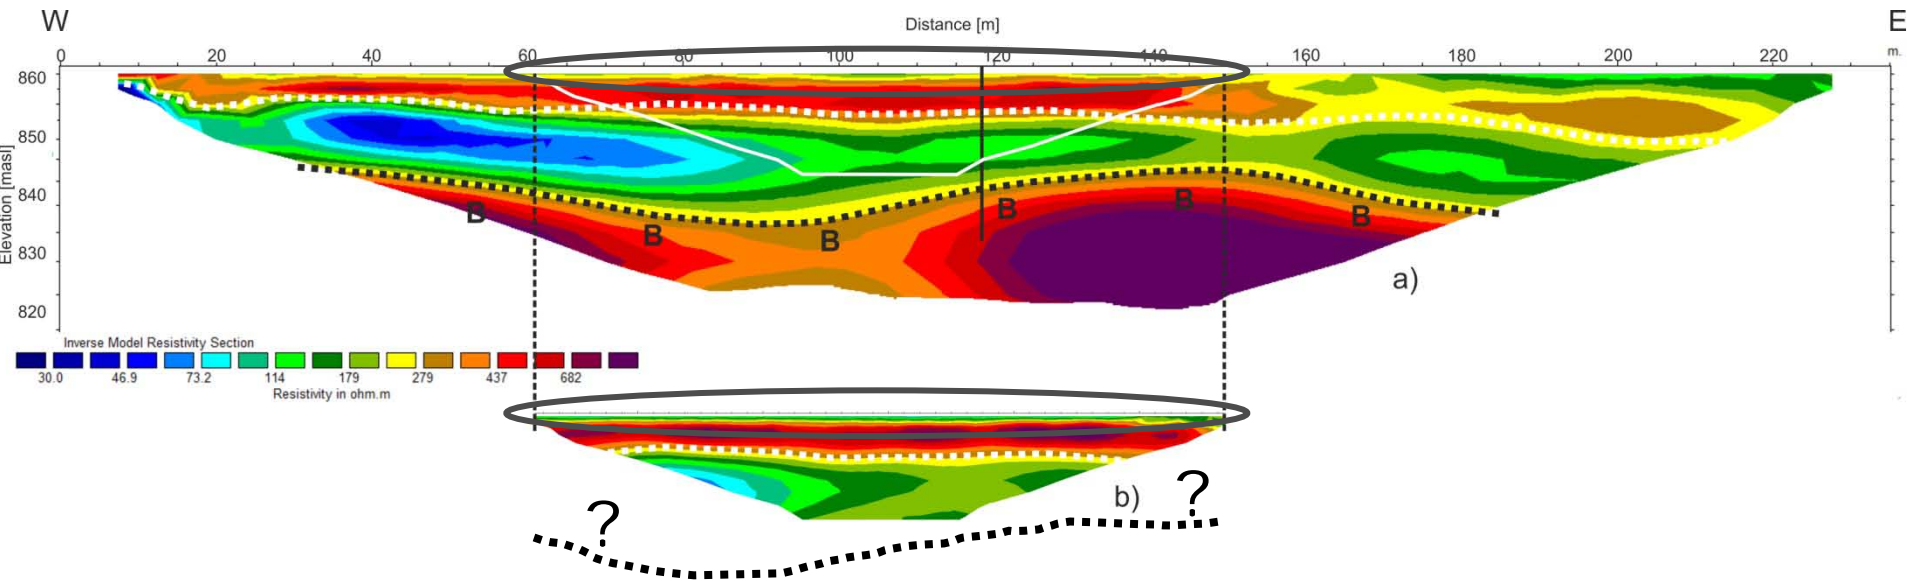 W E
Distance [m]
0 20 40 60 80 100 120 140 160 180 200 220 m.
860
850
840
830
820
Elevation [masl]
B B B B B B
a)
Inverse Model Resistivity Section
30.0 46.9 73.2 114 179 279 437 682
Resistivity in ohm.m
b)
? ?